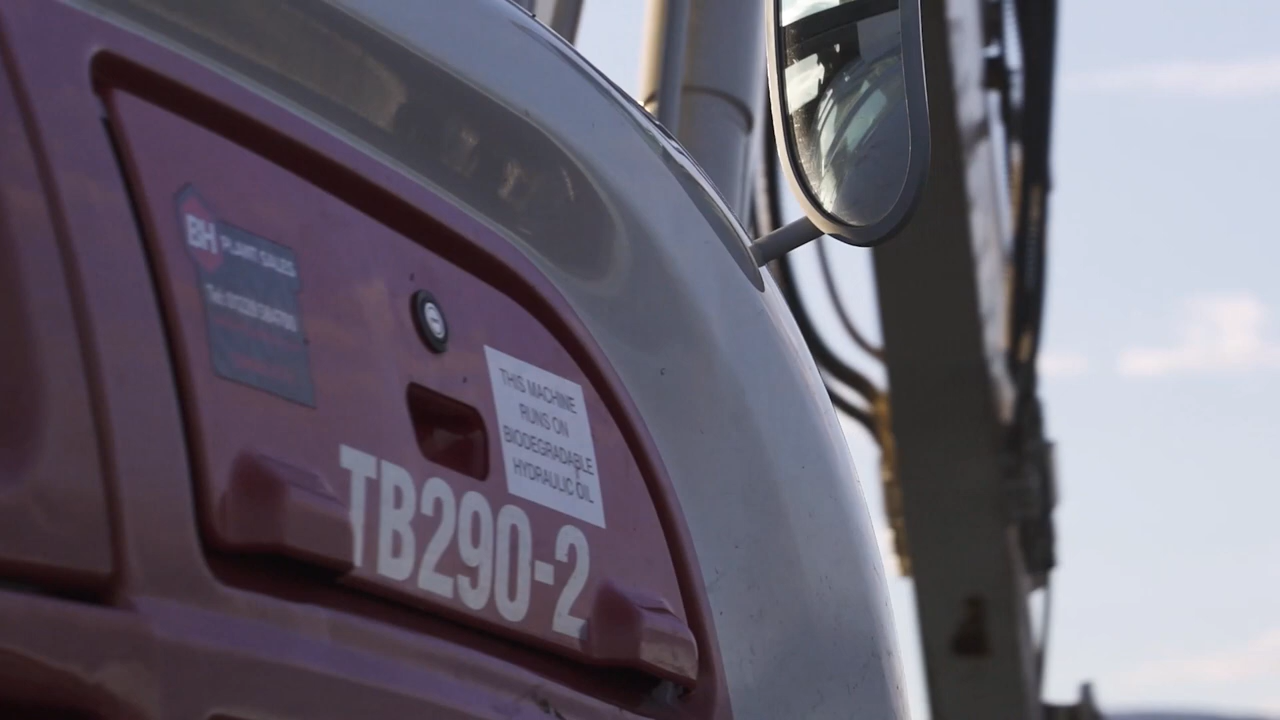 BH PLANT SALES
THIS MACHINE
RUNS ON
BIODEGRADABLE
HYDRAULIC OIL
TB290-2